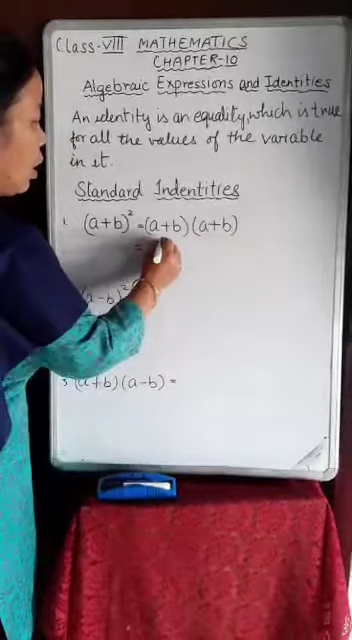 Class-VIII MATHEMATICS
CHAPTER-10
Algebraic Expressions and Identities
An identity is an equality, which is true
for all the values of the variable
in it.
Standard Indentities
1. (a+b)² = (a+b)(a+b)
=
(a-b)²
3 (a+b)(a-b) =